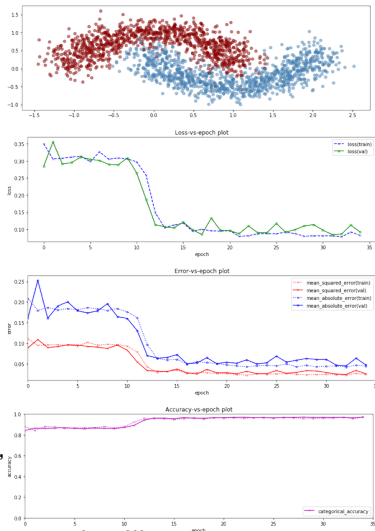 1.5
1.0
0.5
0.0
−0.5
−1.0
−1.5 −1.0 −0.5 0.0 0.5 1.0 1.5 2.0 2.5
Loss-vs-epoch plot
loss(train)
loss(val)
0.35
0.30
0.25
0.20
0.15
0.10
loss
0 5 10 15 20 25 30 35
epoch
Error-vs-epoch plot
mean_squared_error(train)
mean_squared_error(val)
mean_absolute_error(train)
mean_absolute_error(val)
0.25
0.20
0.15
0.10
0.05
error
0 5 10 15 20 25 30 35
epoch
Accuracy-vs-epoch plot
1.0
0.8
0.6
0.4
0.2
0.0
accuracy
categorical_accuracy
0 5 10 15 20 25 30 35
epoch